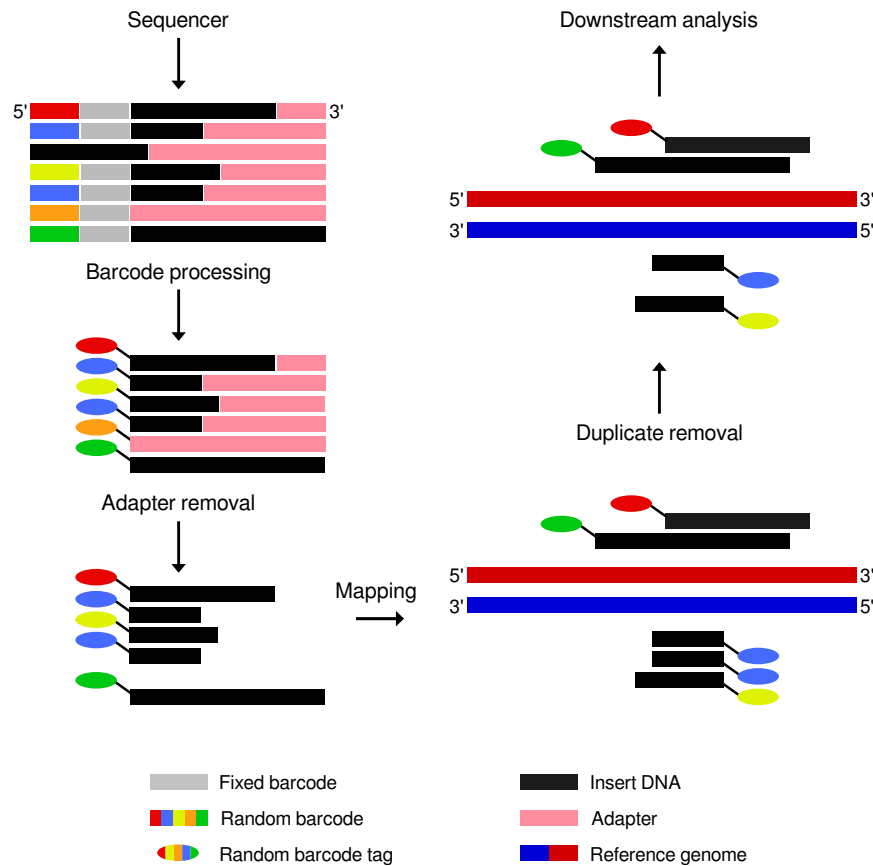 Sequencer
5' 3'
Barcode processing
Adapter removal
Mapping
Downstream analysis
5' 3'
3' 5'
Duplicate removal
5' 3'
3' 5'
Fixed barcode
Random barcode
Random barcode tag
Insert DNA
Adapter
Reference genome